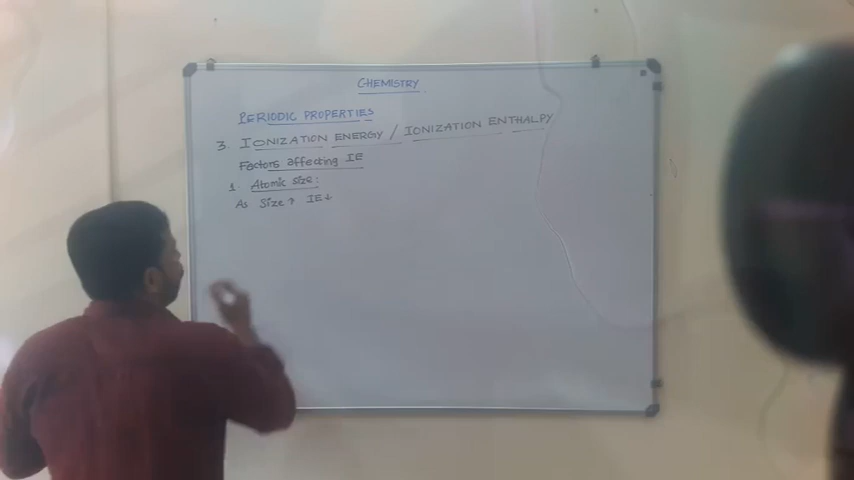 CHEMISTRY
PERIODIC PROPERTIES
3. IONIZATION ENERGY / IONIZATION ENTHALPY
Factors affecting IE
1. Atomic size:
As size↑ IE↓